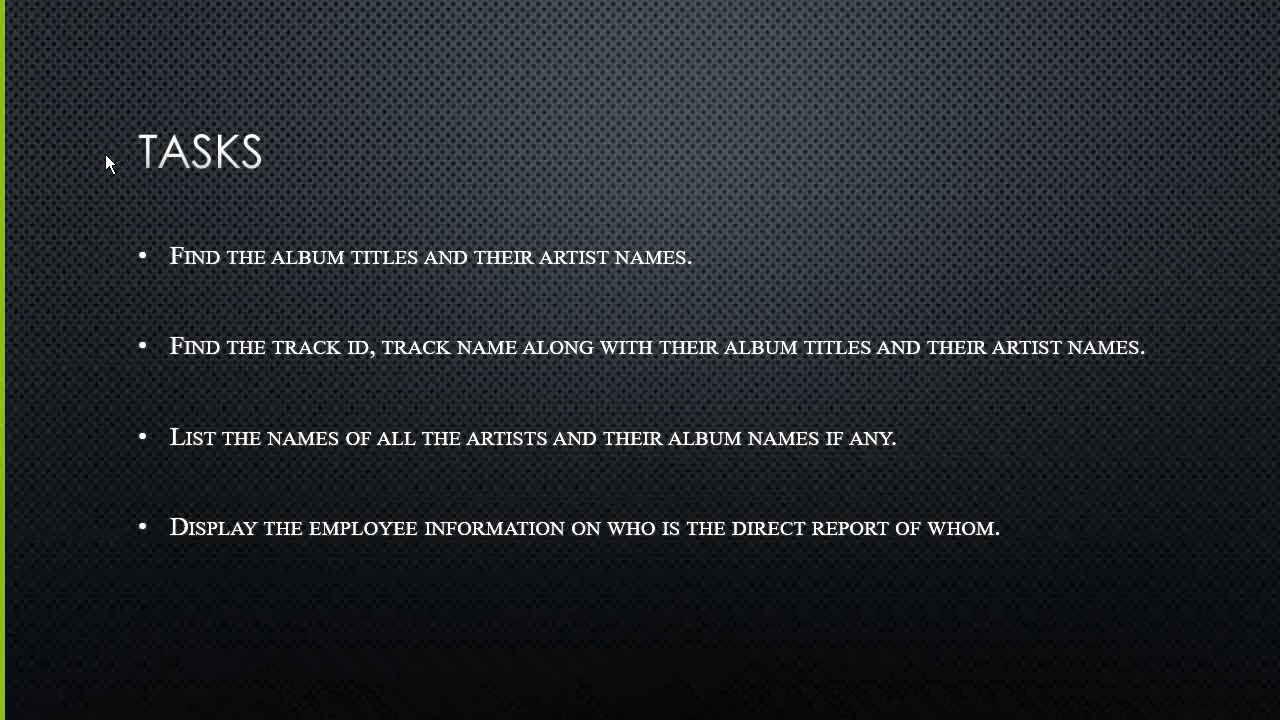 TASKS
• Find the album titles and their artist names.
• Find the track id, track name along with their album titles and their artist names.
• List the names of all the artists and their album names if any.
• Display the employee information on who is the direct report of whom.